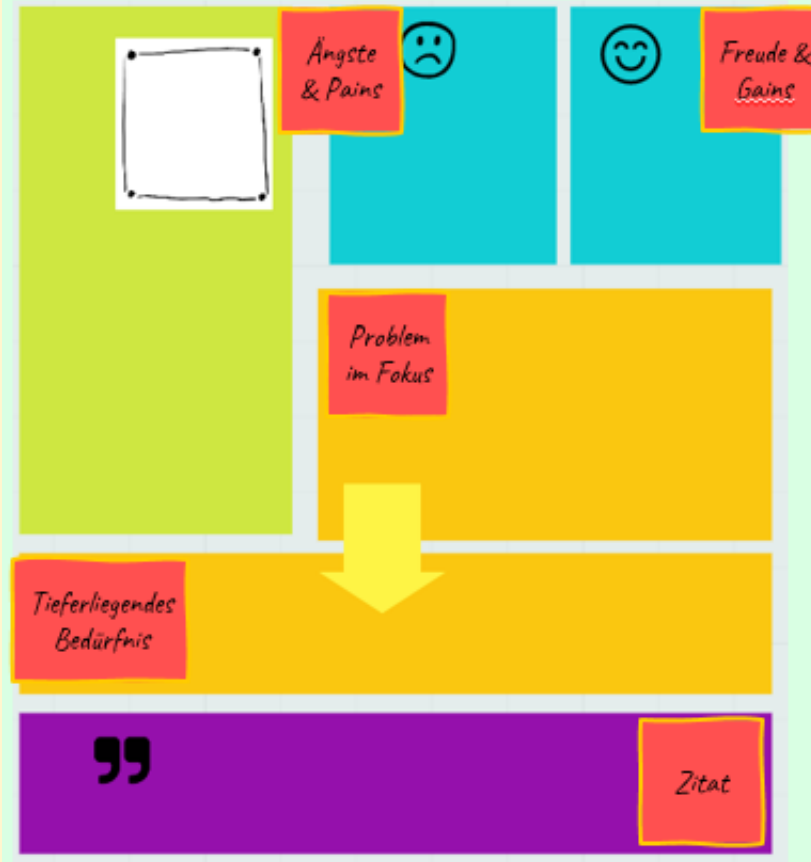 Ängste
& Pains
Freude &
Gains
Problem
im Fokus
Tieferliegendes
Bedürfnis
Zitat